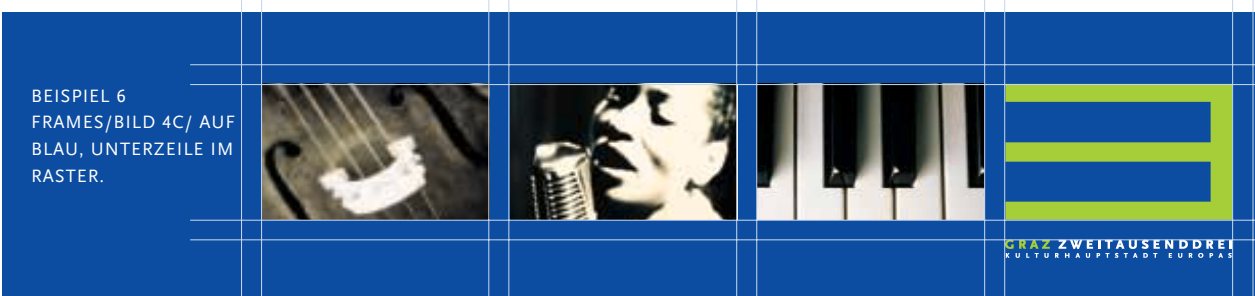 BEISPIEL 6
FRAMES/BILD 4C/ AUF
BLAU, UNTERZEILE IM
RASTER.
GRAZ ZWEITAUSENDDREI
KULTURHAUPTSTADT EUROPAS